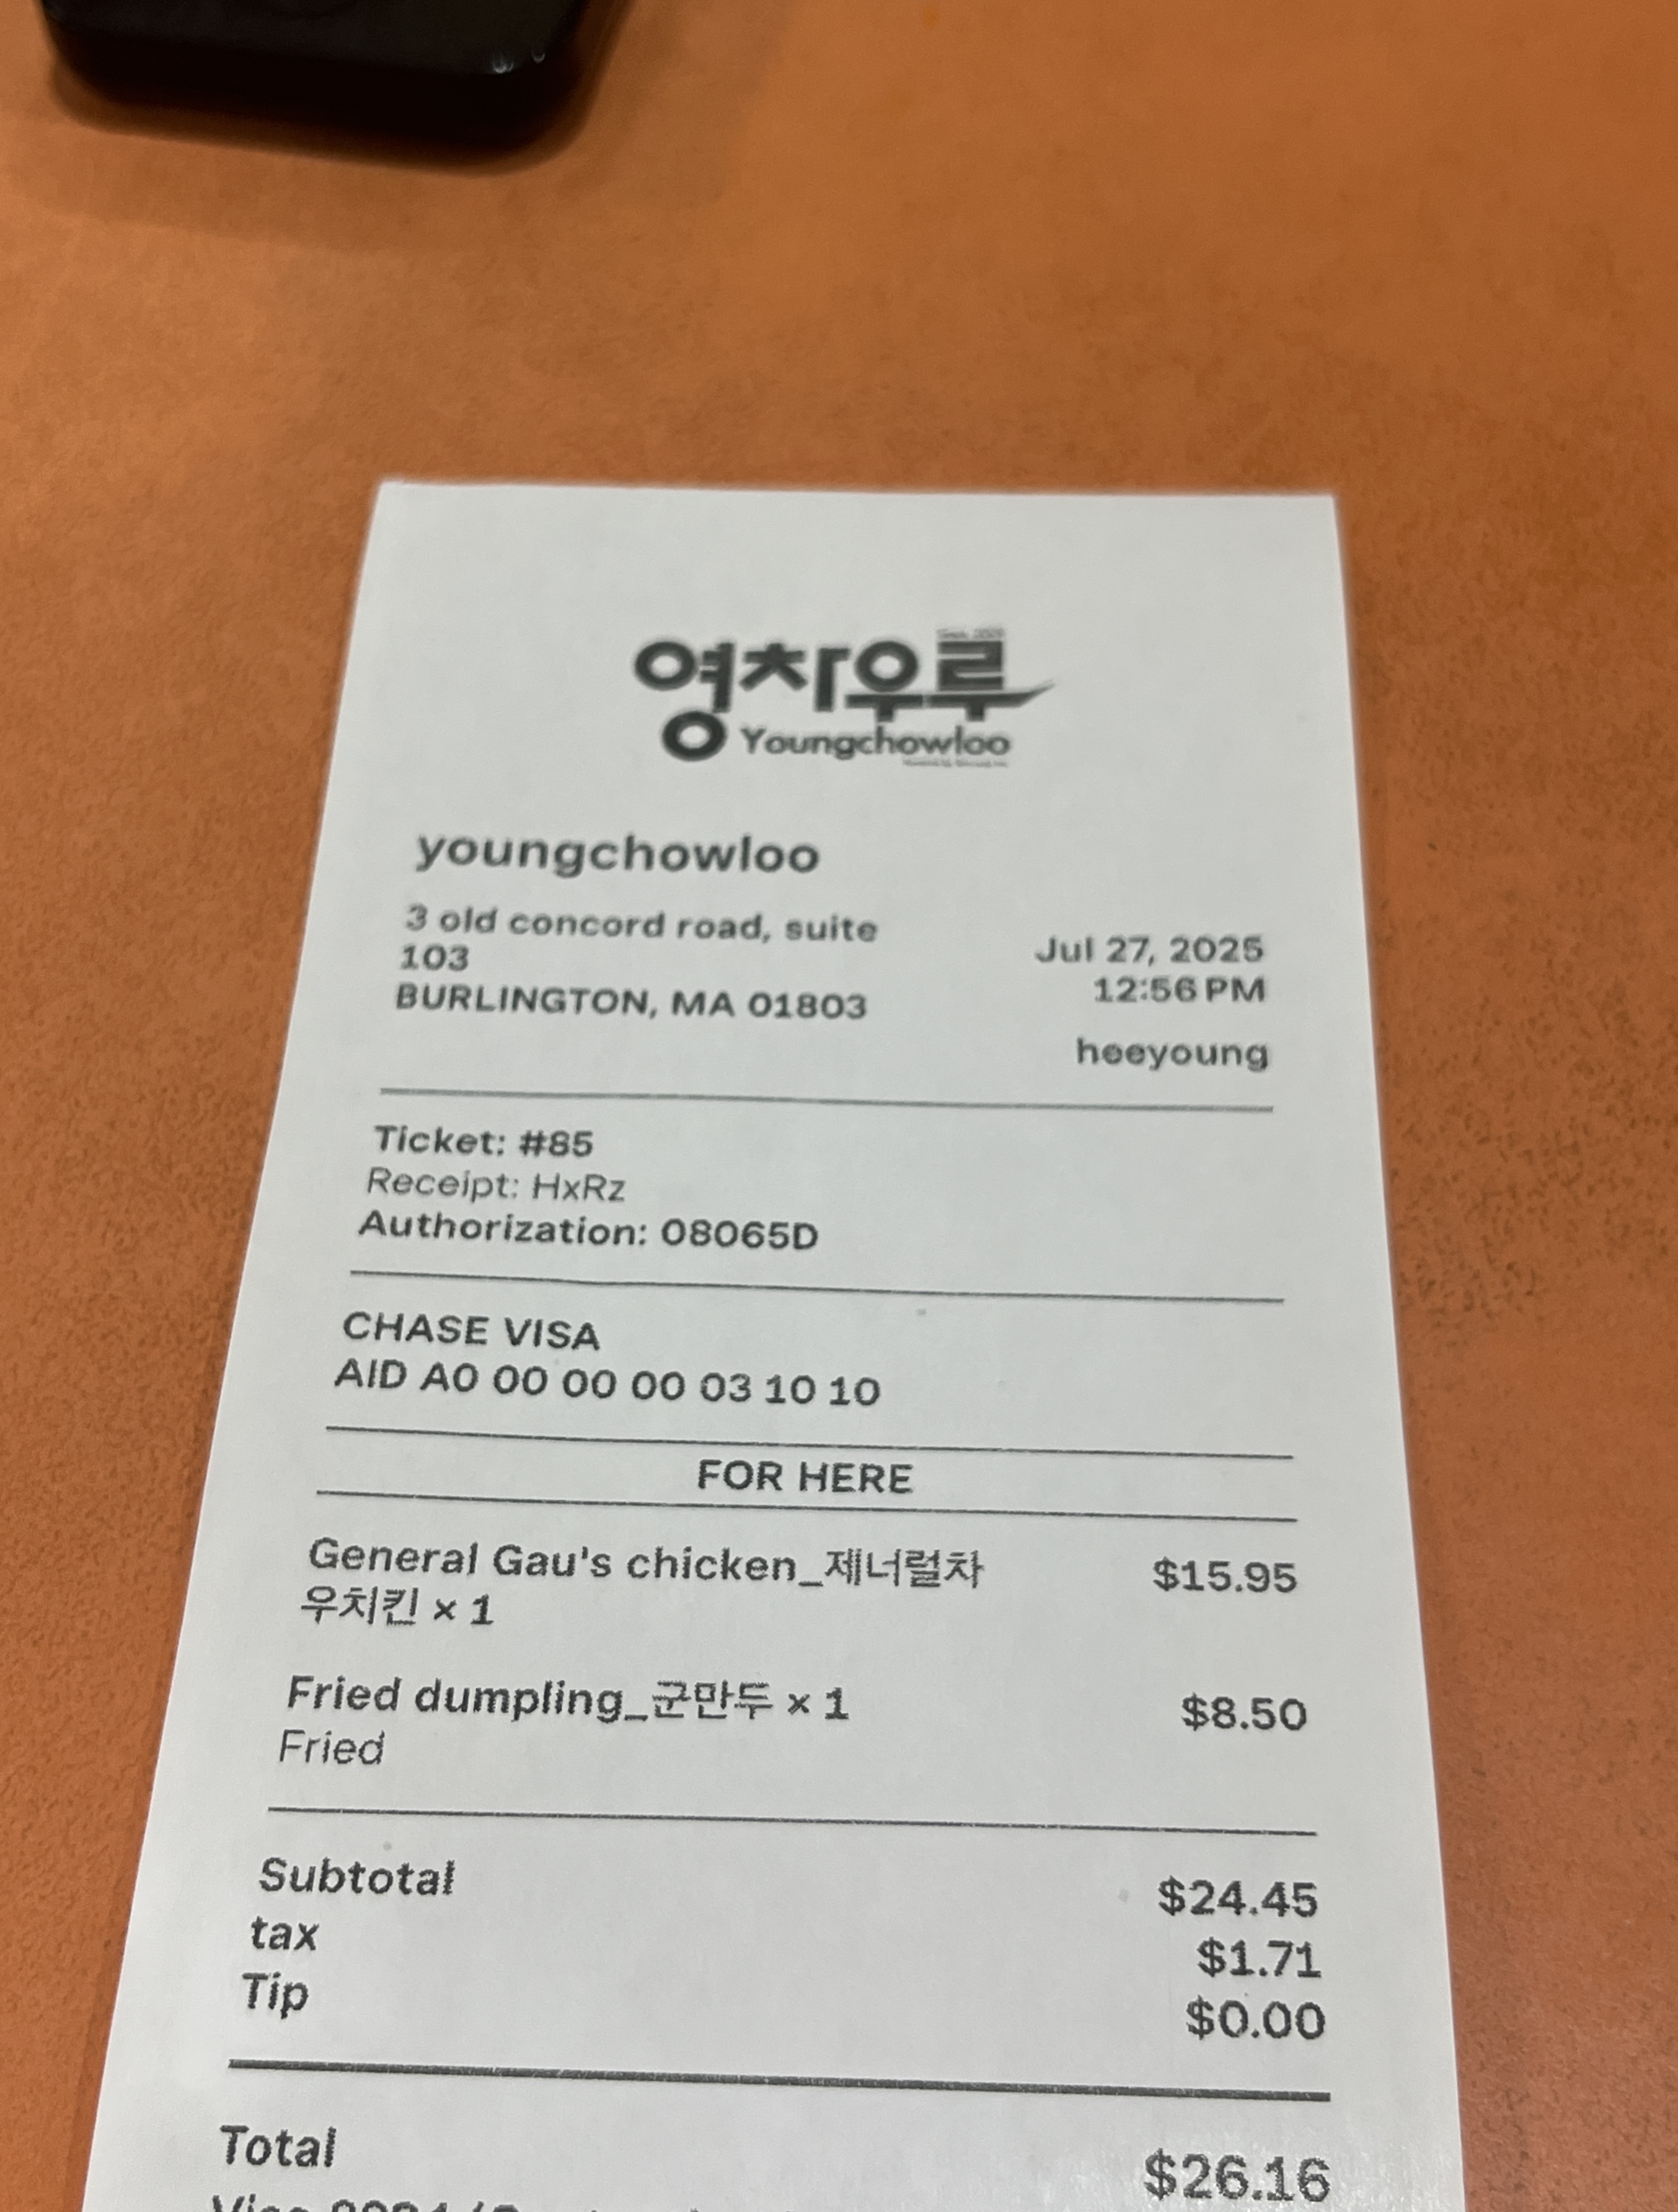 영차우루
Youngchowloo
youngchowloo
3 old concord road, suite
103
BURLINGTON, MA 01803
Jul 27, 2025
12:56 PM
heeyoung
Ticket: #85
Receipt: HxRz
Authorization: 08065D
CHASE VISA
AID A0 00 00 00 03 10 10
FOR HERE
General Gau's chicken_제너럴차 $15.95
우치킨 × 1
Fried dumpling_군만두 × 1 $8.50
Fried
Subtotal $24.45
tax $1.71
Tip $0.00
Total $26.16